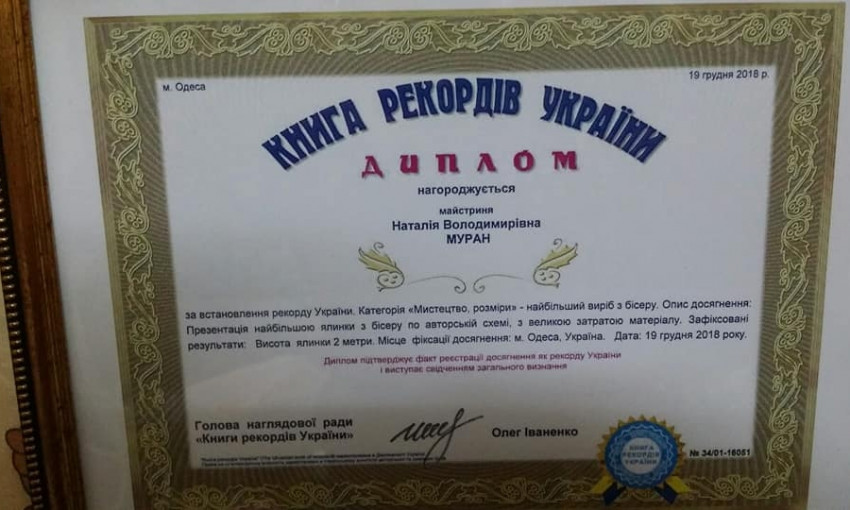 м. Одеса
19 грудня 2018 р.
КНИГА РЕКОРДІВ УКРАЇНИ
ДИПЛОМ
нагороджується
майстриня
Наталія Володимирівна
МУРАН
за встановлення рекорду України. Категорія «Мистецтво, розміри» - найбільший виріб з бісеру. Опис досягнення:
Презентація найбільшою ялинки з бісеру по авторській схемі, з великою затратою матеріалу. Зафіксовані
результати: Висота ялинки 2 метри. Місце фіксації досягнення: м. Одеса, Україна. Дата: 19 грудня 2018 року.
Диплом підтверджує факт реєстрації досягнення як рекорду України
і виступає свідченням загального визнання
Голова наглядової ради
«Книги рекордів України»
Олег Іваненко
КНИГА
РЕКОРДІВ
УКРАЇНИ
№ 34/01-16051